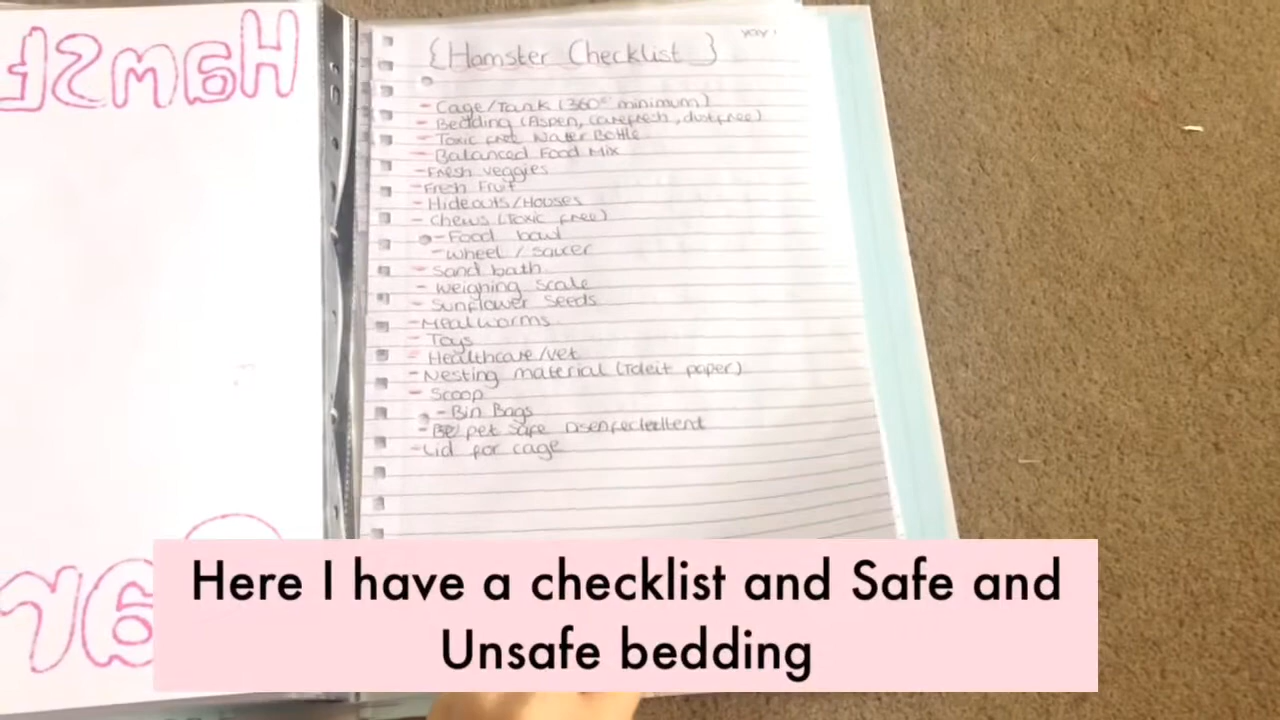 {Hamster Checklist}
yay!
- Cage/Tank (360" minimum)
- Bedding (Aspen, carefresh, dustfree)
- Toxic free Water Bottle
- Balanced Food Mix
- Fresh veggies
- Fresh Fruit
- Hideouts/Houses
- Chews (Toxic free)
- Food bowl
- wheel / saucer
- Sand bath
- Weighing scale
- Sunflower Seeds
- Mealworms
- Toys
- Healthcare/vet
- Nesting material (Toleit paper)
- Scoop
- Bin Bags
- pet safe
- Lid for cage
Here I have a checklist and Safe and
Unsafe bedding